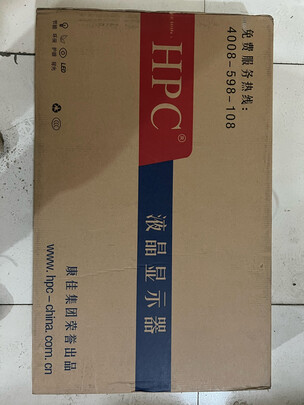 免费服务热线：
4008-598-108
HPC®
液晶显示器
LED
康佳集团荣誉出品
www.hpc-china.com.cn